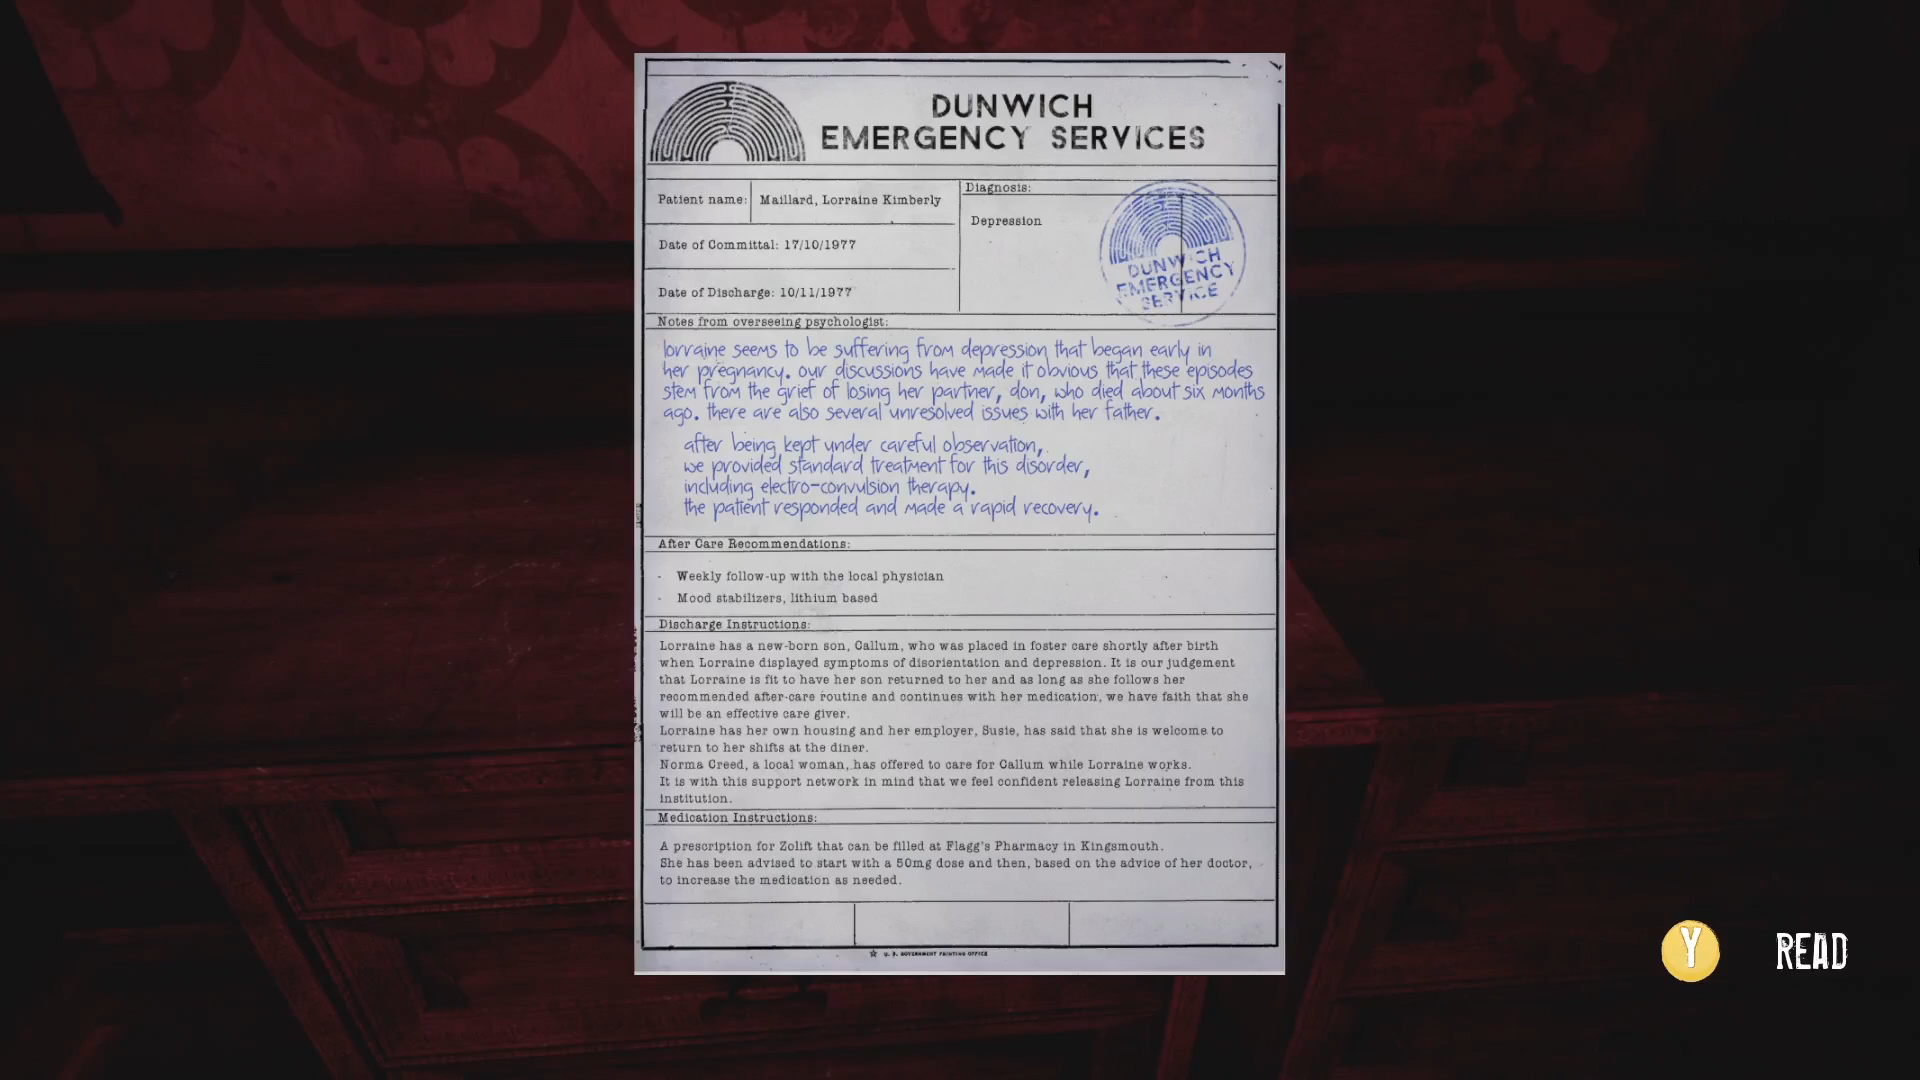 DUNWICH
EMERGENCY SERVICES
Patient name: Maillard, Lorraine Kimberly
Date of Committal: 17/10/1977
Date of Discharge: 10/11/1977
Diagnosis:
Depression
DUNWICH
EMERGENCY
SERVICE
Notes from overseeing psychologist:
lorraine seems to be suffering from depression that began early in
her pregnancy. our discussions have made it obvious that these episodes
stem from the grief of losing her partner, don, who died about six months
ago. there are also several unresolved issues with her father.
after being kept under careful observation,
we provided standard treatment for this disorder,
including electro-convulsion therapy.
the patient responded and made a rapid recovery.
After Care Recommendations:
- Weekly follow-up with the local physician
- Mood stabilizers, lithium based
Discharge Instructions:
Lorraine has a new-born son, Callum, who was placed in foster care shortly after birth
when Lorraine displayed symptoms of disorientation and depression. It is our judgement
that Lorraine is fit to have her son returned to her and as long as she follows her
recommended after-care routine and continues with her medication, we have faith that she
will be an effective care giver.
Lorraine has her own housing and her employer, Susie, has said that she is welcome to
return to her shifts at the diner.
Norma Creed, a local woman, has offered to care for Callum while Lorraine works.
It is with this support network in mind that we feel confident releasing Lorraine from this
institution.
Medication Instructions:
A prescription for Zolift that can be filled at Flagg's Pharmacy in Kingsmouth.
She has been advised to start with a 50mg dose and then, based on the advice of her doctor,
to increase the medication as needed.
☆ U. S. GOVERNMENT PRINTING OFFICE
Y READ